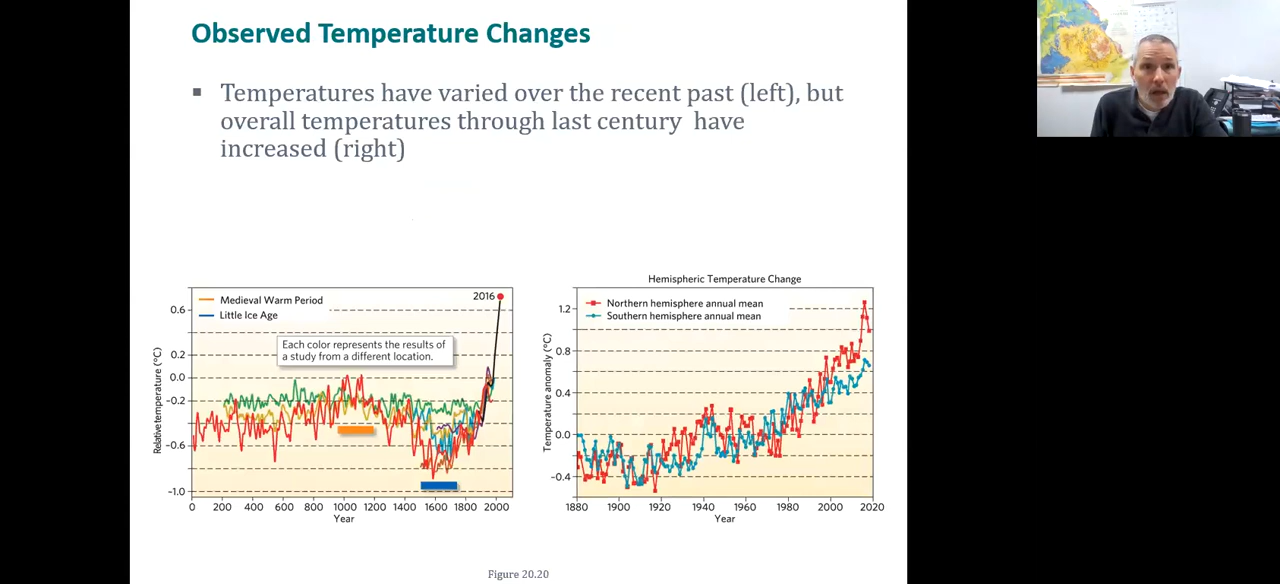 Observed Temperature Changes
▪ Temperatures have varied over the recent past (left), but
overall temperatures through last century have
increased (right)
Medieval Warm Period
Little Ice Age
2016
Each color represents the results of
a study from a different location.
Relative temperature (°C)
0.6
0.2
0.0
−0.2
−0.6
−1.0
0 200 400 600 800 1000 1200 1400 1600 1800 2000
Year
Hemispheric Temperature Change
Northern hemisphere annual mean
Southern hemisphere annual mean
Temperature anomaly (°C)
1.2
0.8
0.4
0.0
−0.4
1880 1900 1920 1940 1960 1980 2000 2020
Year
Figure 20.20